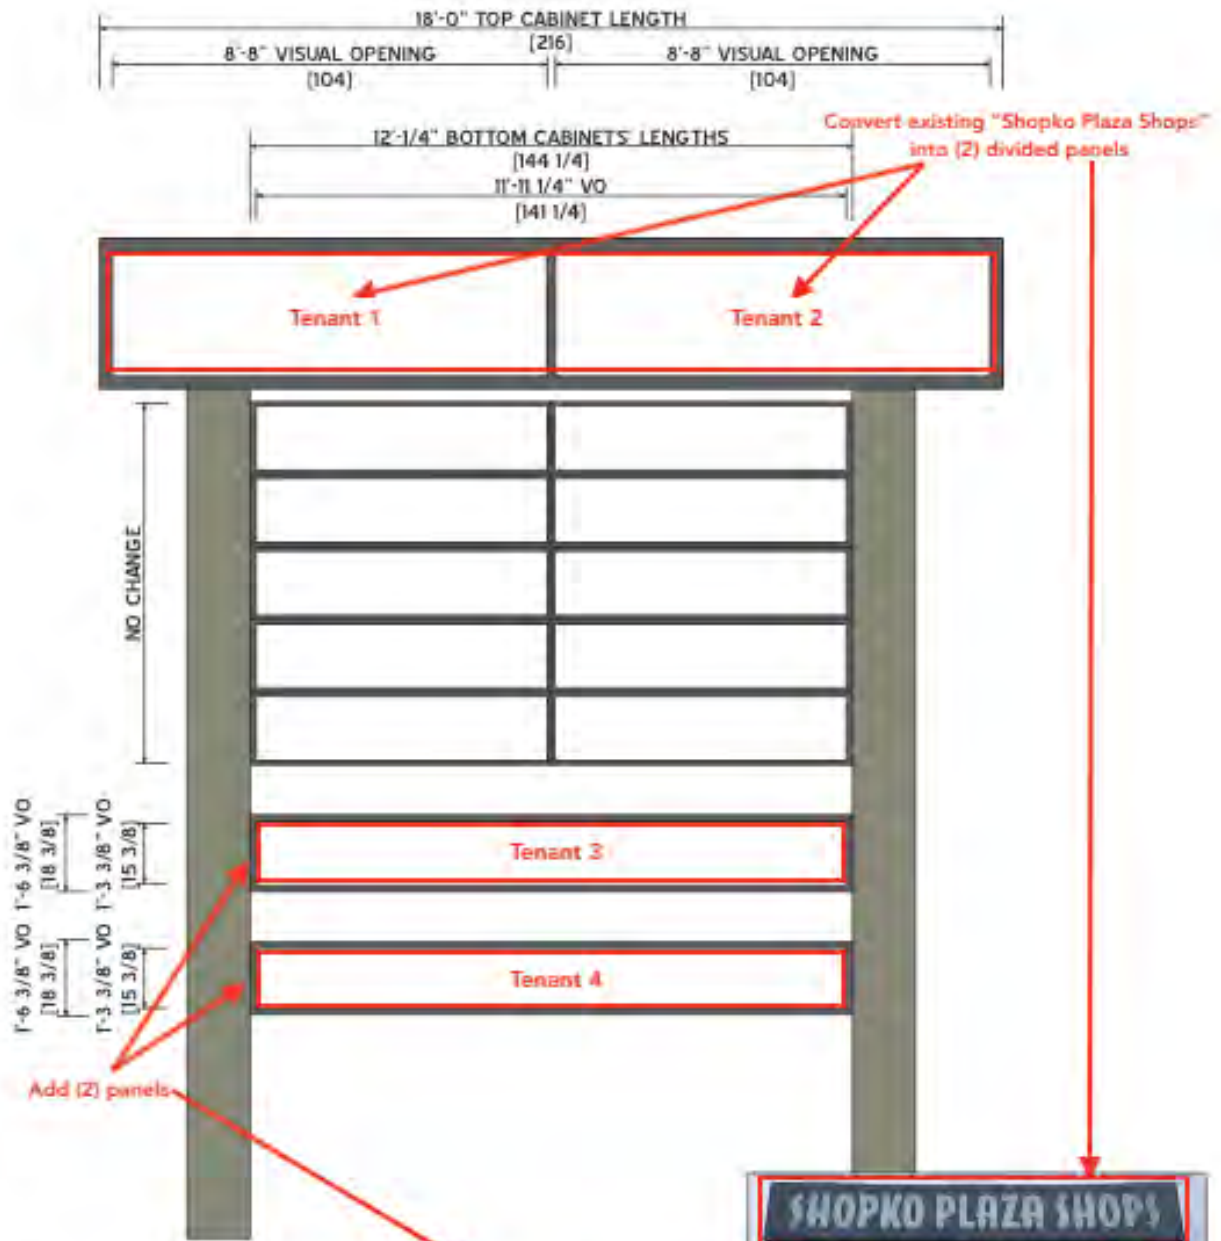 18'-0" TOP CABINET LENGTH
[216]
8'-8" VISUAL OPENING
[104]
8'-8" VISUAL OPENING
[104]
Convert existing "Shopko Plaza Shops"
into (2) divided panels
12'-1/4" BOTTOM CABINETS' LENGTHS
[144 1/4]
11'-11 1/4" VO
[141 1/4]
Tenant 1
Tenant 2
NO CHANGE
1'-6 3/8" VO
[18 3/8]
1'-3 3/8" VO
[15 3/8]
Tenant 3
1'-6 3/8" VO
[18 3/8]
1'-3 3/8" VO
[15 3/8]
Tenant 4
Add (2) panels
SHOPKO PLAZA SHOPS